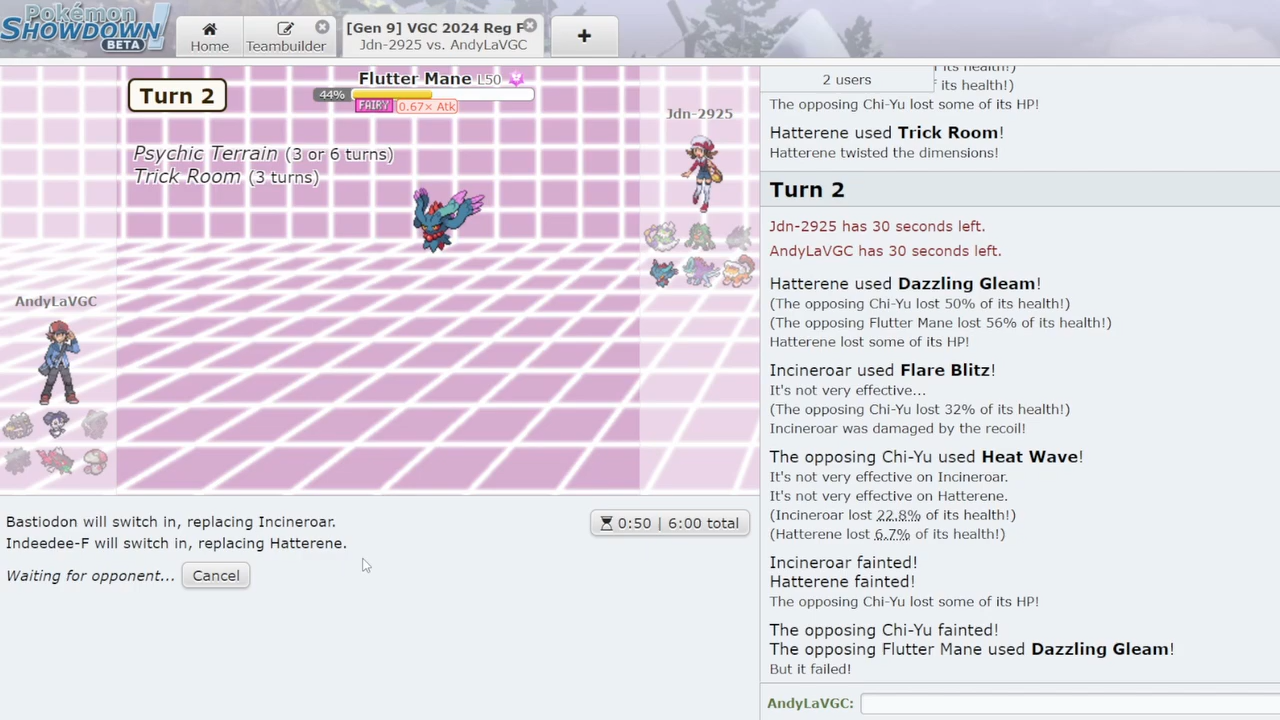 Pokémon
SHOWDOWN!
BETA
Home
Teambuilder
[Gen 9] VGC 2024 Reg F
Jdn-2925 vs. AndyLaVGC
+
Turn 2
Flutter Mane L50
44%
FAIRY 0.67× Atk
Psychic Terrain (3 or 6 turns)
Trick Room (3 turns)
Jdn-2925
AndyLaVGC
Bastiodon will switch in, replacing Incineroar.
Indeedee-F will switch in, replacing Hatterene.
Waiting for opponent... Cancel
0:50 | 6:00 total
2 users
its health!)
its health!)
The opposing Chi-Yu lost some of its HP!
Hatterene used Trick Room!
Hatterene twisted the dimensions!
Turn 2
Jdn-2925 has 30 seconds left.
AndyLaVGC has 30 seconds left.
Hatterene used Dazzling Gleam!
(The opposing Chi-Yu lost 50% of its health!)
(The opposing Flutter Mane lost 56% of its health!)
Hatterene lost some of its HP!
Incineroar used Flare Blitz!
It's not very effective...
(The opposing Chi-Yu lost 32% of its health!)
Incineroar was damaged by the recoil!
The opposing Chi-Yu used Heat Wave!
It's not very effective on Incineroar.
It's not very effective on Hatterene.
(Incineroar lost 22.8% of its health!)
(Hatterene lost 6.7% of its health!)
Incineroar fainted!
Hatterene fainted!
The opposing Chi-Yu lost some of its HP!
The opposing Chi-Yu fainted!
The opposing Flutter Mane used Dazzling Gleam!
But it failed!
AndyLaVGC: